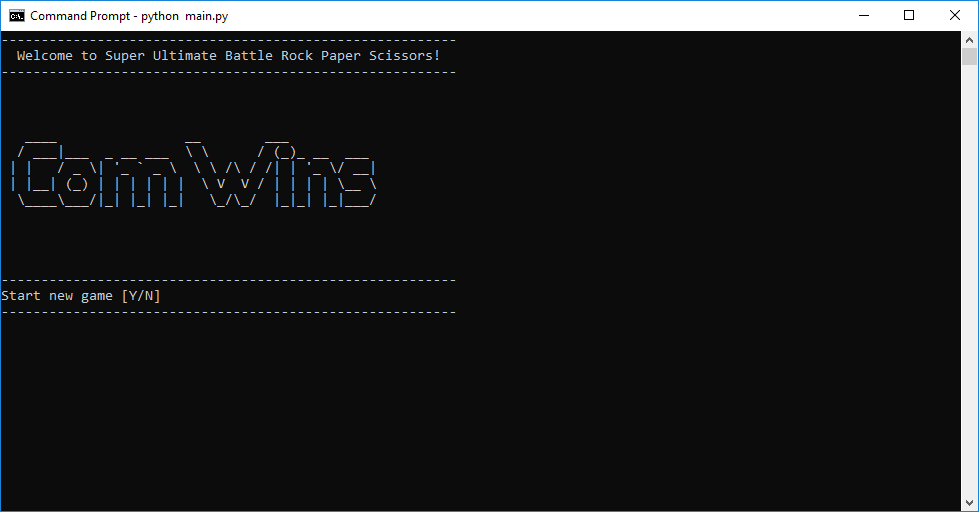 Command Prompt - python  main.py
---------------------------------------------------------
Welcome to Super Ultimate Battle Rock Paper Scissors!
---------------------------------------------------------
Com Wins
---------------------------------------------------------
Start new game [Y/N]
---------------------------------------------------------